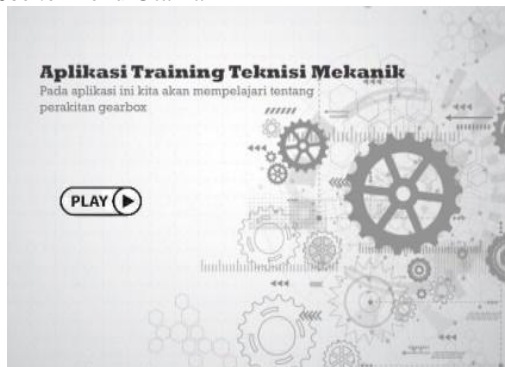 Aplikasi Training Teknisi Mekanik
Pada aplikasi ini kita akan mempelajari tentang
perakitan gearbox
PLAY